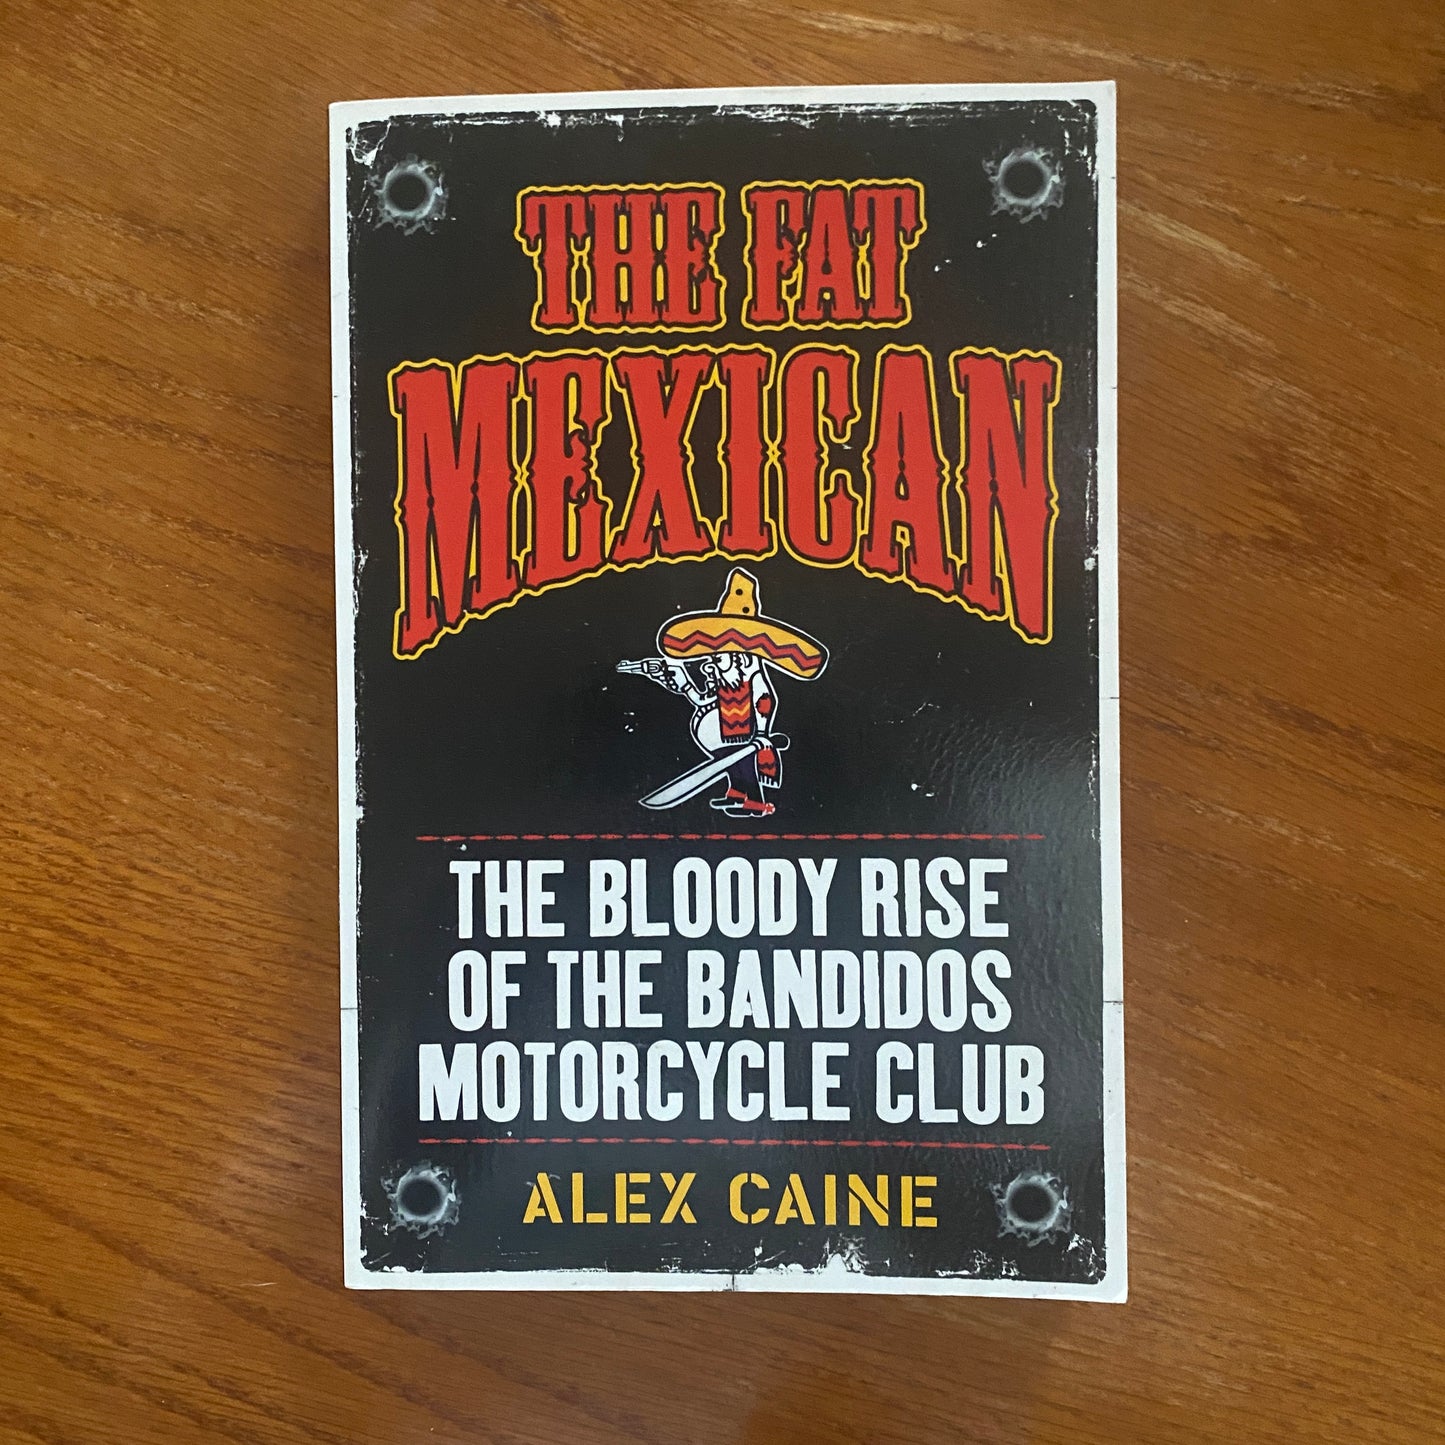 THE FAT
MEXICAN
THE BLOODY RISE
OF THE BANDIDOS
MOTORCYCLE CLUB
ALEX CAINE